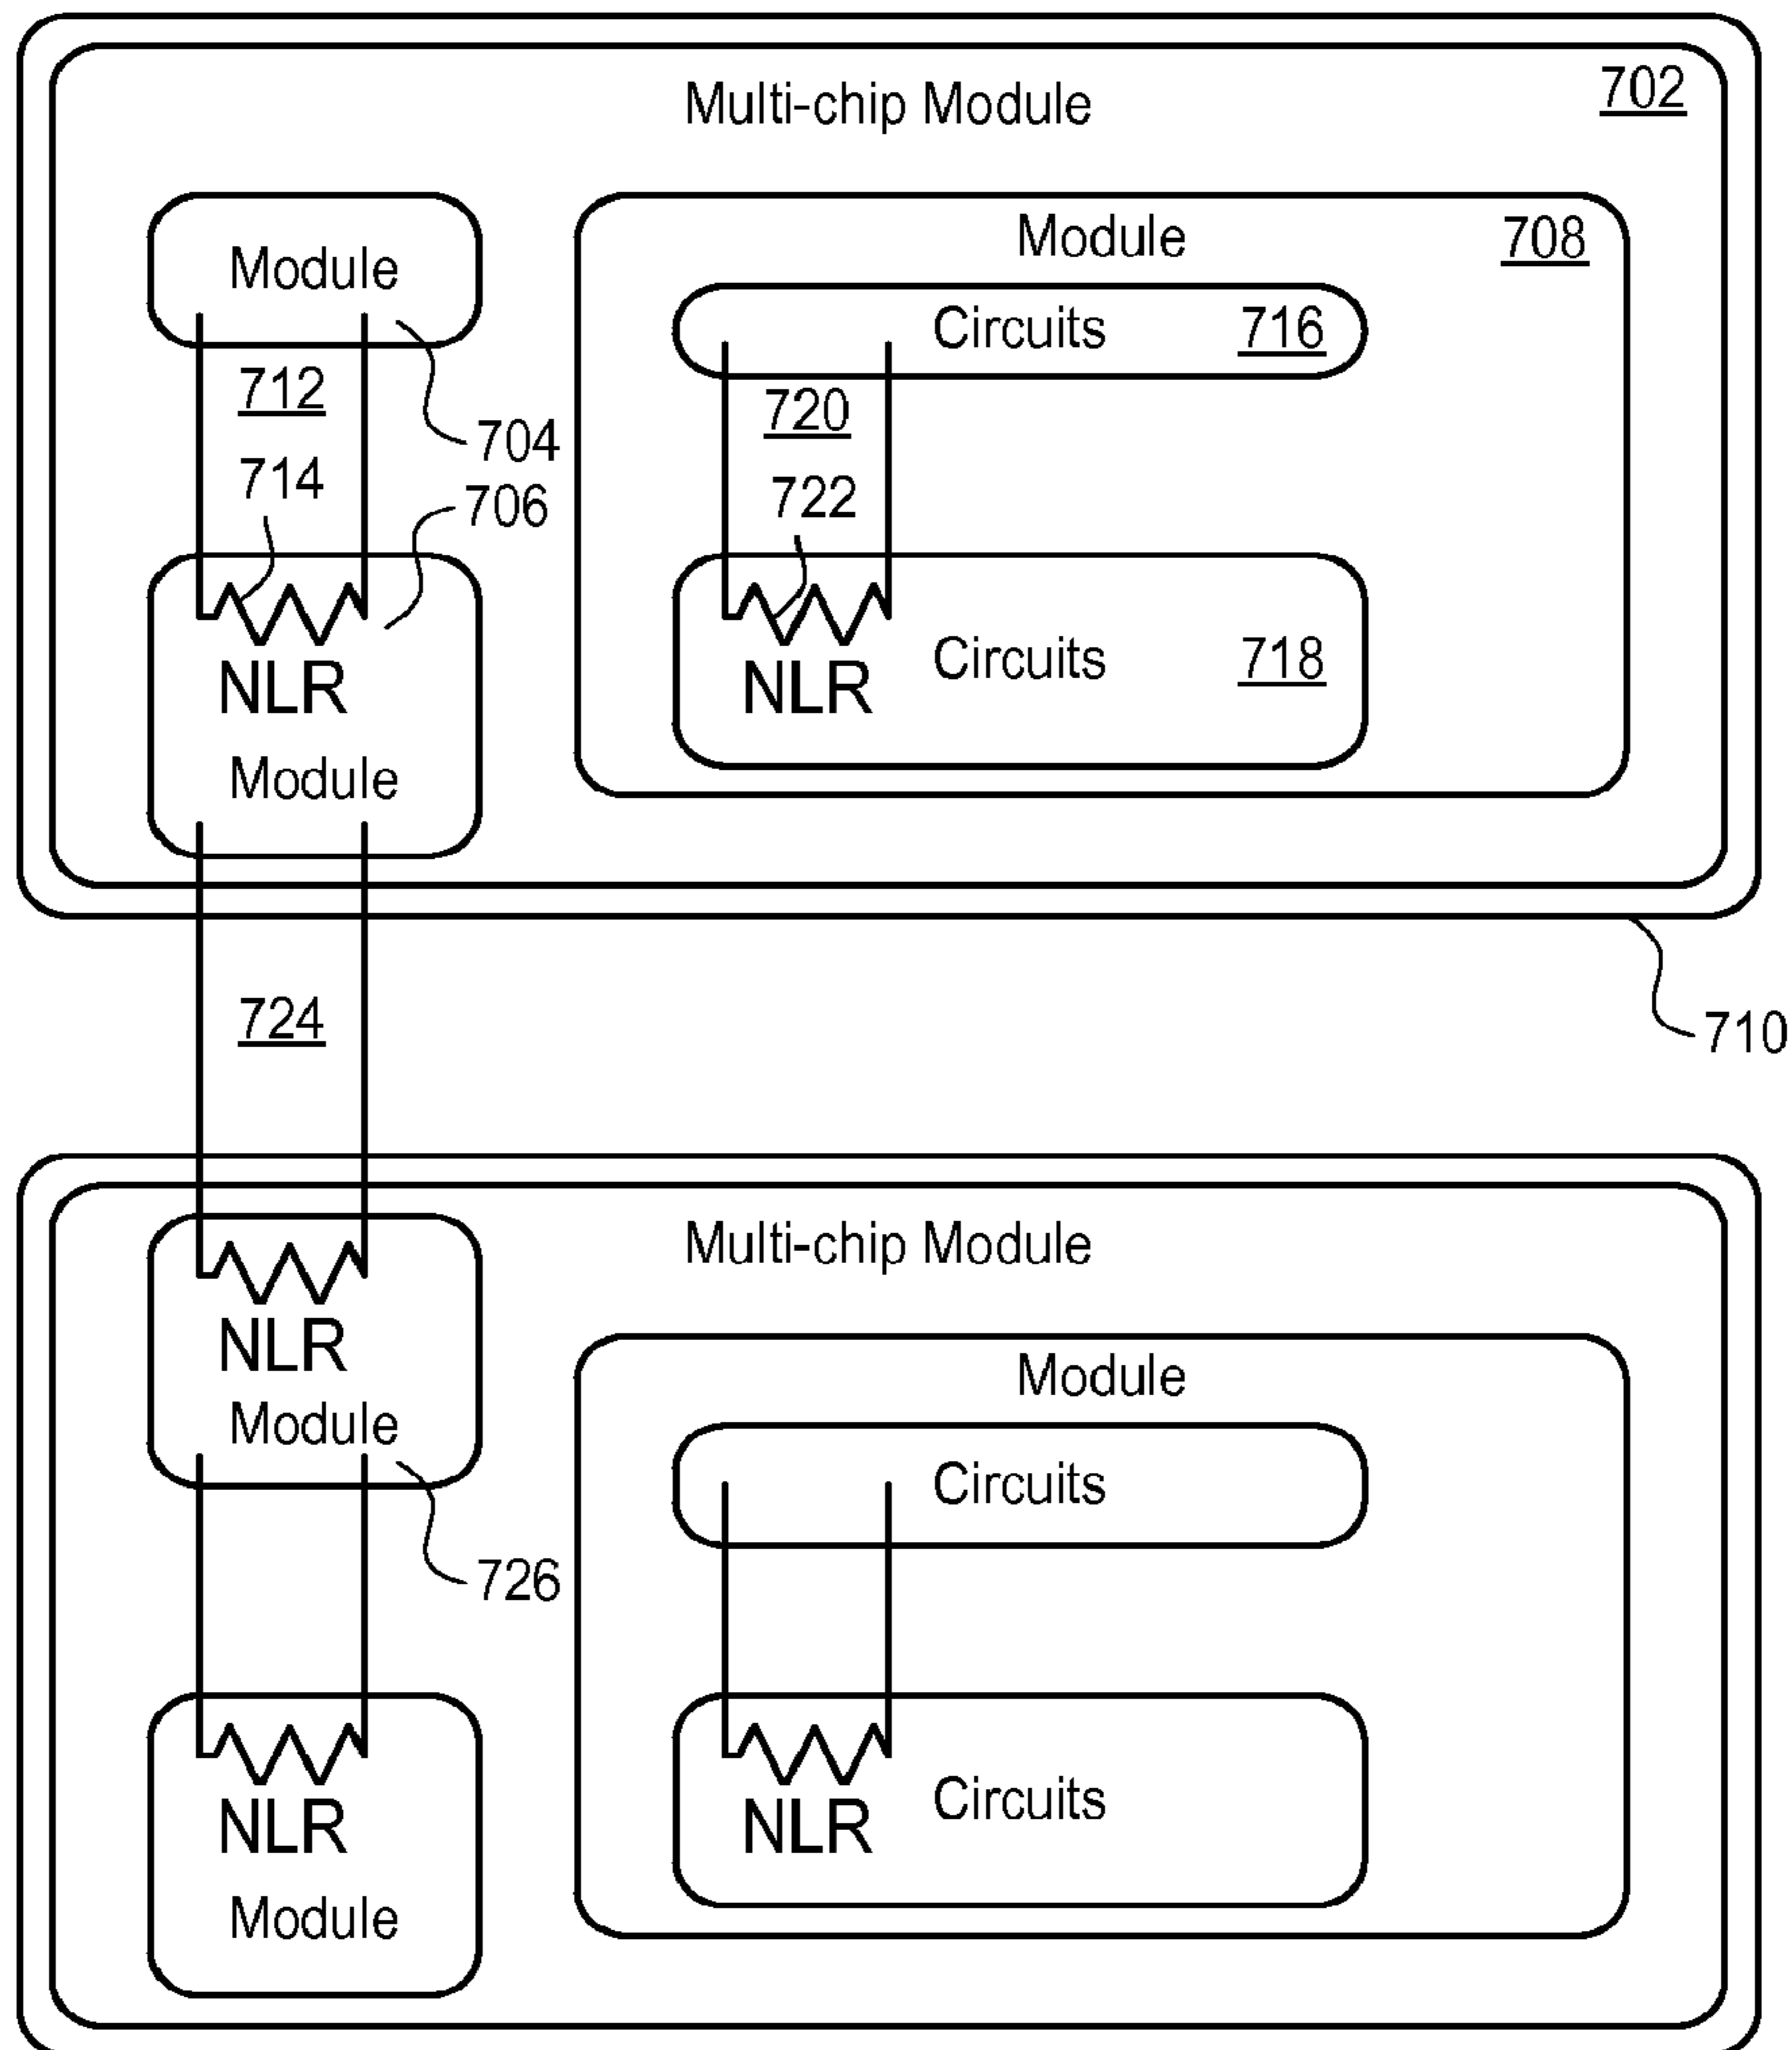 Multi-chip Module
702
Module
Module
708
Circuits
716
712
720
704
714
722
706
NLR
Module
NLR
Circuits
718
724
710
Multi-chip Module
NLR
Module
Module
Circuits
726
NLR
Module
NLR
Circuits